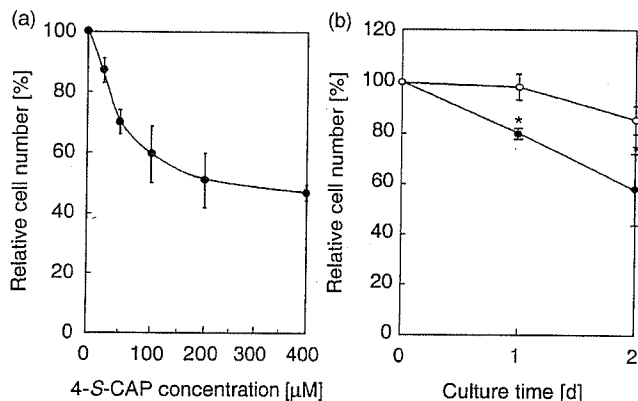 (a)
100
80
60
40
20
0
Relative cell number [%]
0 100 200 300 400
4-S-CAP concentration [µM]
(b)
120
100
80
60
40
20
0
Relative cell number [%]
*
*
0 1 2
Culture time [d]